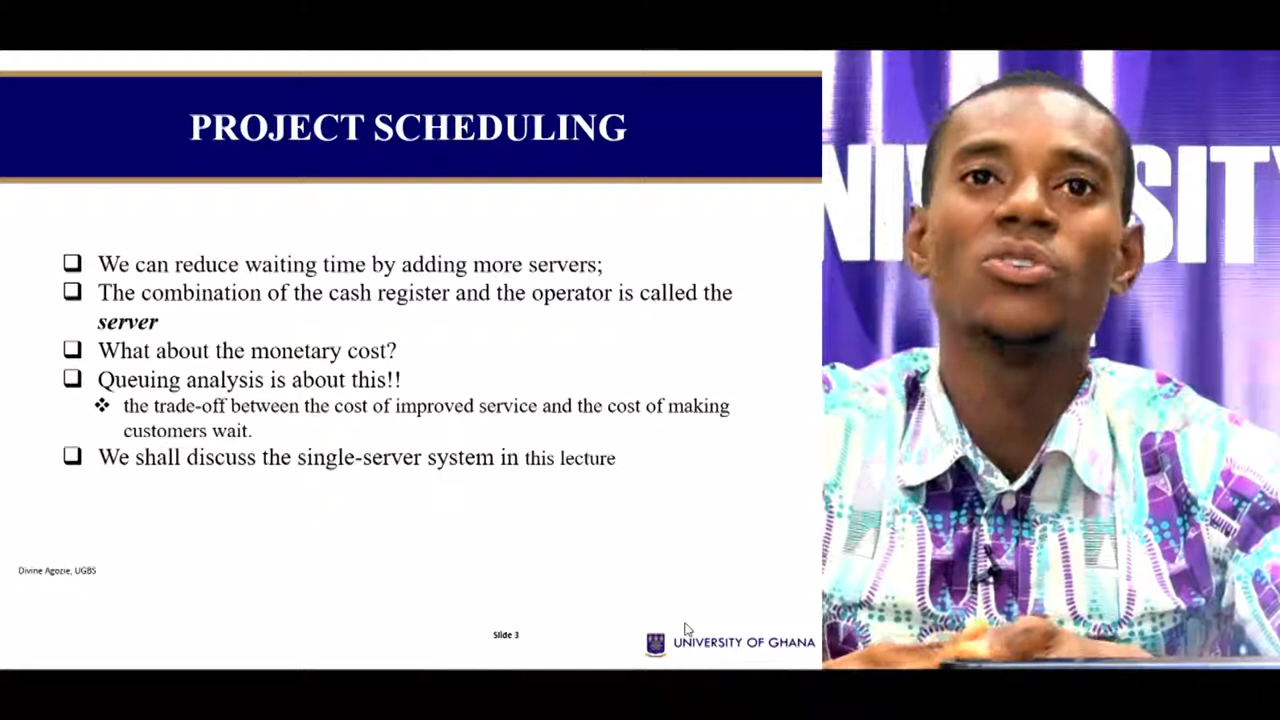 PROJECT SCHEDULING
❑ We can reduce waiting time by adding more servers;
❑ The combination of the cash register and the operator is called the
server
❑ What about the monetary cost?
❑ Queuing analysis is about this!!
❖ the trade-off between the cost of improved service and the cost of making
customers wait.
❑ We shall discuss the single-server system in this lecture
Divine Agozie, UGBS
Slide 3
UNIVERSITY OF GHANA
NIV SITY